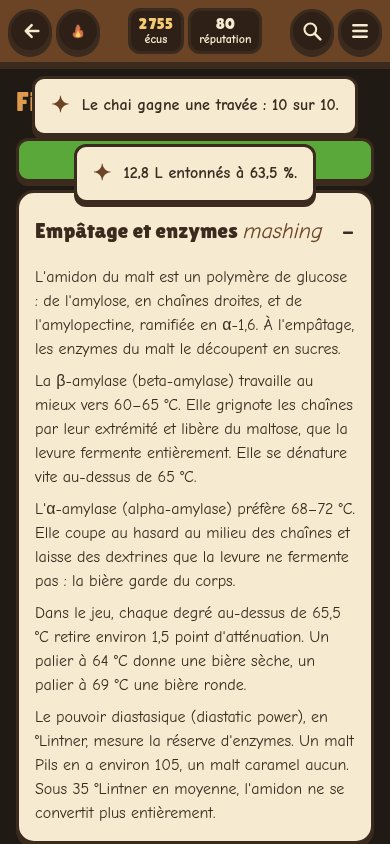 2755
écus
80
réputation
Fi
Le chai gagne une travée : 10 sur 10.
12,8 L entonnés à 63,5 %.
Empâtage et enzymes mashing –
L'amidon du malt est un polymère de glucose
: de l'amylose, en chaînes droites, et de
l'amylopectine, ramifiée en α-1,6. À l'empâtage,
les enzymes du malt le découpent en sucres.
La β-amylase (beta-amylase) travaille au
mieux vers 60–65 °C. Elle grignote les chaînes
par leur extrémité et libère du maltose, que la
levure fermente entièrement. Elle se dénature
vite au-dessus de 65 °C.
L'α-amylase (alpha-amylase) préfère 68–72 °C.
Elle coupe au hasard au milieu des chaînes et
laisse des dextrines que la levure ne fermente
pas : la bière garde du corps.
Dans le jeu, chaque degré au-dessus de 65,5
°C retire environ 1,5 point d'atténuation. Un
palier à 64 °C donne une bière sèche, un
palier à 69 °C une bière ronde.
Le pouvoir diastasique (diastatic power), en
°Lintner, mesure la réserve d'enzymes. Un malt
Pils en a environ 105, un malt caramel aucun.
Sous 35 °Lintner en moyenne, l'amidon ne se
convertit plus entièrement.